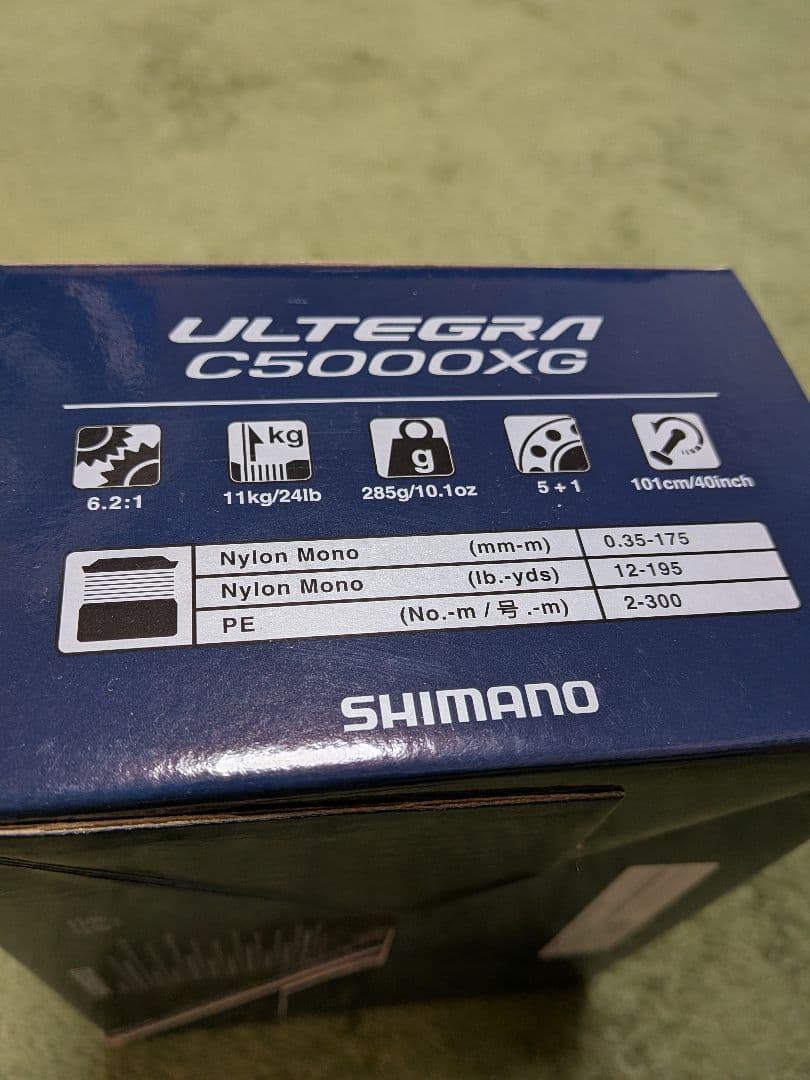 ULTEGRA
C5000XG
kg
g
6.2:1
11kg/24lb
285g/10.1oz
5+1
101cm/40inch
Nylon Mono (mm-m) 0.35-175
Nylon Mono (lb.-yds) 12-195
PE (No.-m / 号.-m) 2-300
SHIMANO